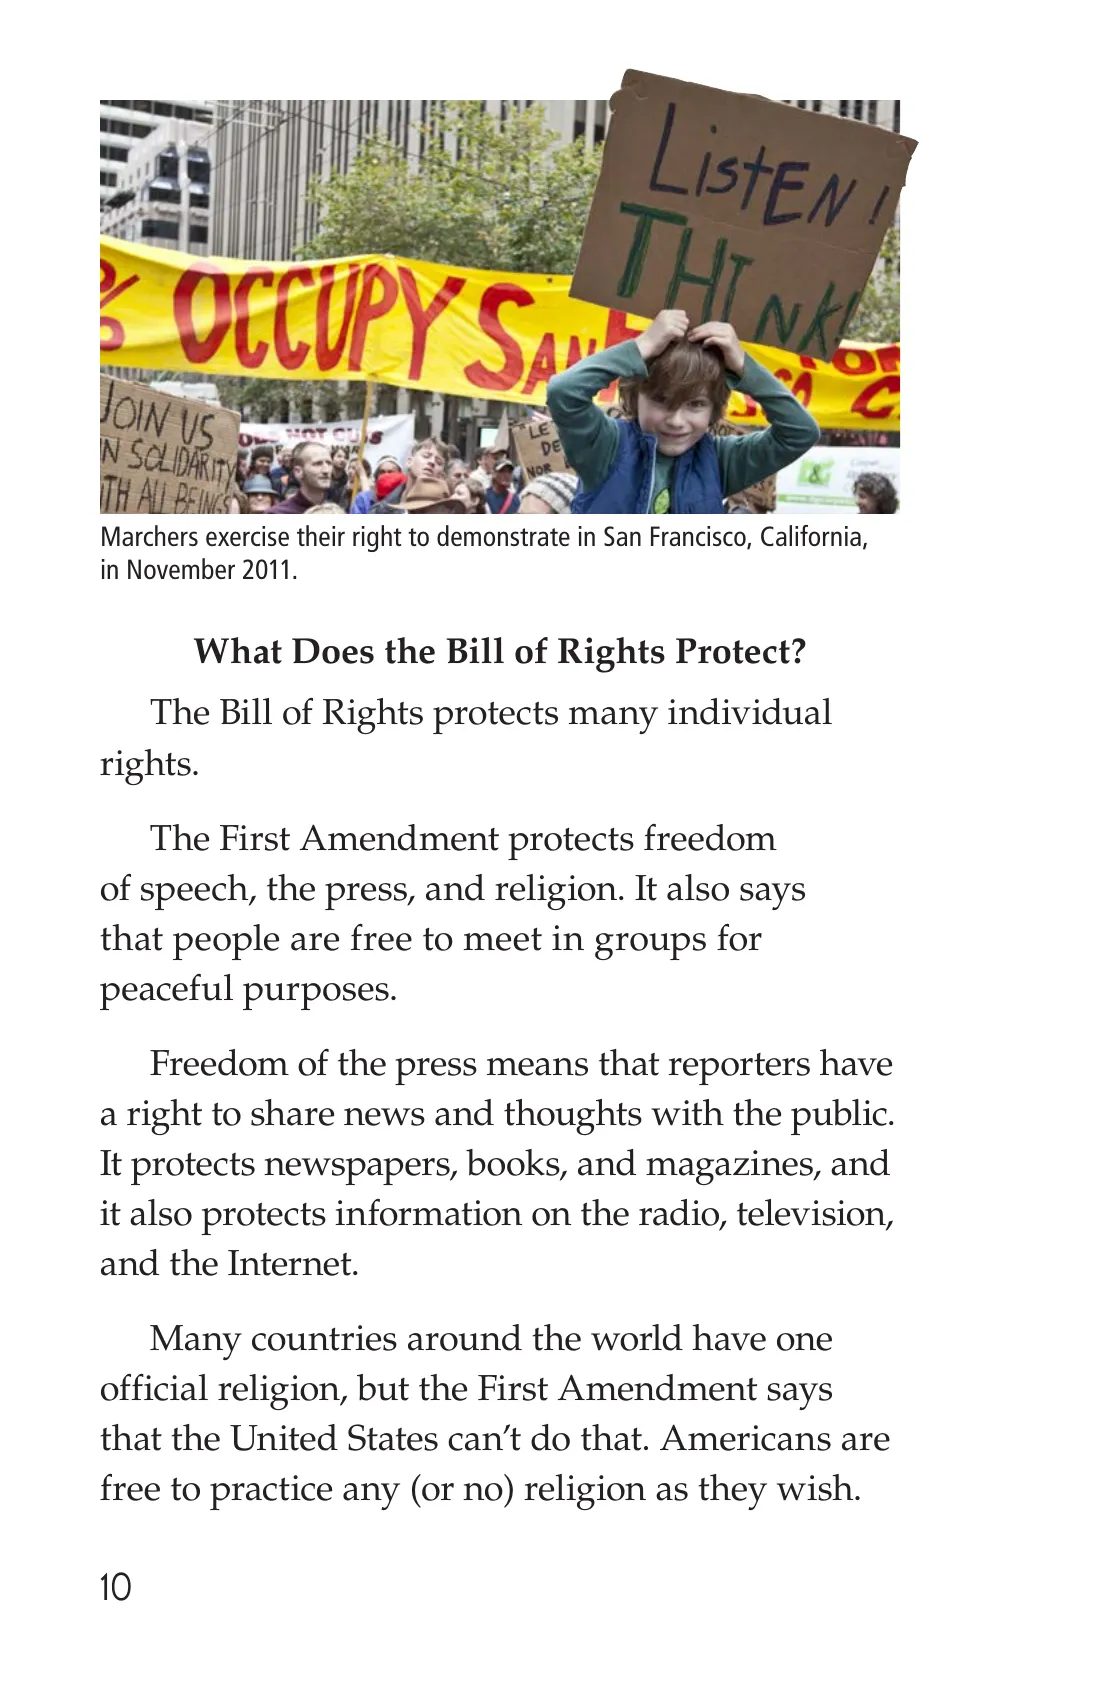 ListEN!
THINK!
% OCCUPY SAN
JOIN US
IN SOLIDARITY
WITH ALL BEINGS
Marchers exercise their right to demonstrate in San Francisco, California,
in November 2011.
What Does the Bill of Rights Protect?
The Bill of Rights protects many individual
rights.
The First Amendment protects freedom
of speech, the press, and religion. It also says
that people are free to meet in groups for
peaceful purposes.
Freedom of the press means that reporters have
a right to share news and thoughts with the public.
It protects newspapers, books, and magazines, and
it also protects information on the radio, television,
and the Internet.
Many countries around the world have one
official religion, but the First Amendment says
that the United States can’t do that. Americans are
free to practice any (or no) religion as they wish.
10